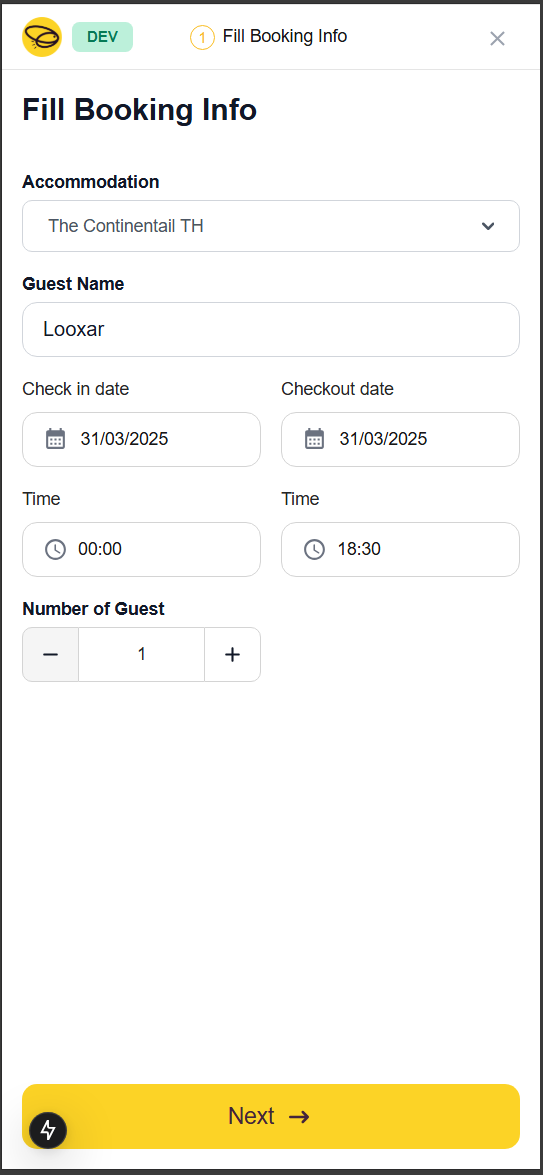 DEV
1 Fill Booking Info
Fill Booking Info
Accommodation
The Continentail TH
Guest Name
Looxar
Check in date Checkout date
31/03/2025 31/03/2025
Time Time
00:00 18:30
Number of Guest
− 1 +
Next →